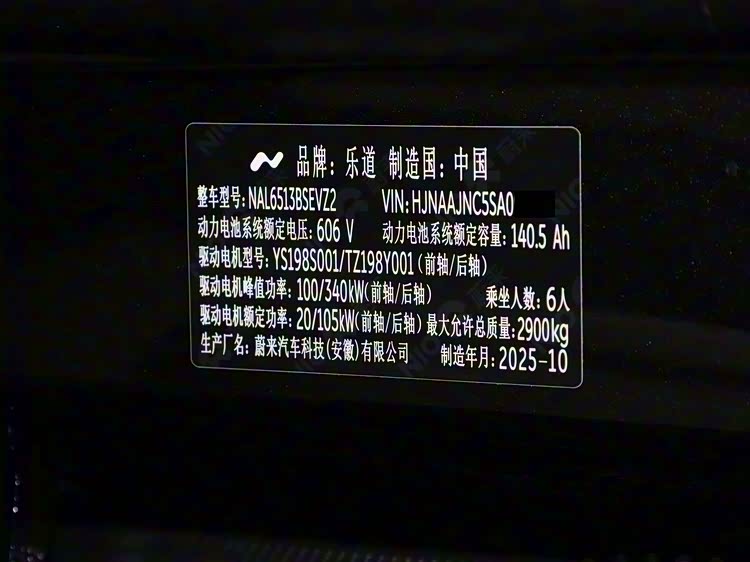 品牌: 乐道 制造国: 中国
整车型号: NAL6513BSEVZ2 VIN: HJNAAJNC5SA0
动力电池系统额定电压: 606 V 动力电池系统额定容量: 140.5 Ah
驱动电机型号: YS198S001/TZ198Y001 (前轴/后轴)
驱动电机峰值功率: 100/340kW(前轴/后轴) 乘坐人数: 6人
驱动电机额定功率: 20/105kW(前轴/后轴) 最大允许总质量: 2900kg
生产厂名: 蔚来汽车科技(安徽)有限公司 制造年月: 2025-10